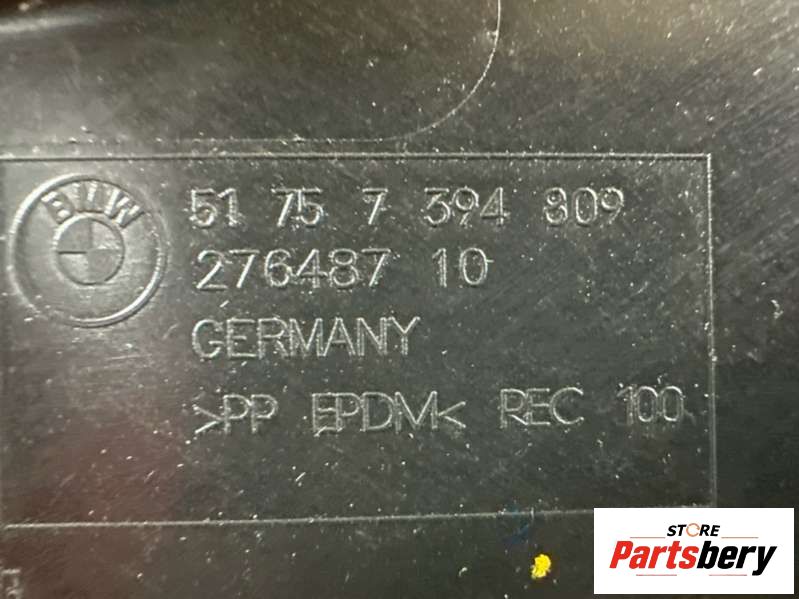 BMW
51 75 7 394 809
276487 10
GERMANY
>PP EPDM< REC 100
STORE
Partsbery